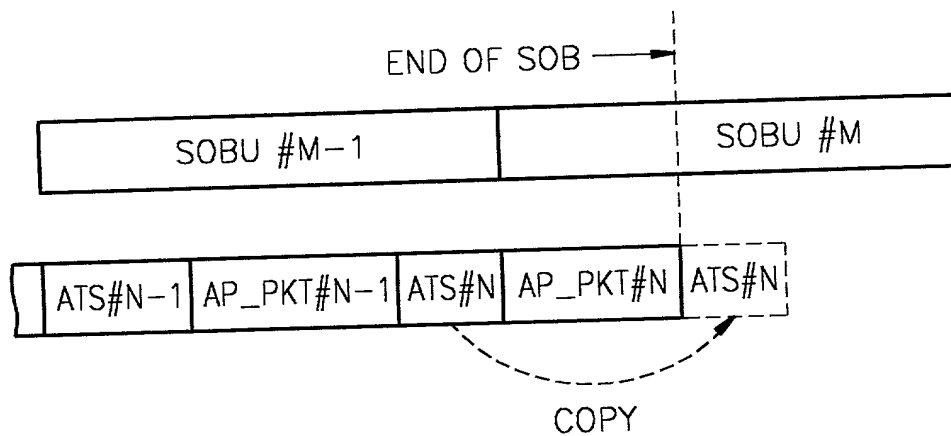 END OF SOB
SOBU #M-1 SOBU #M
ATS#N-1 AP_PKT#N-1 ATS#N AP_PKT#N ATS#N
COPY